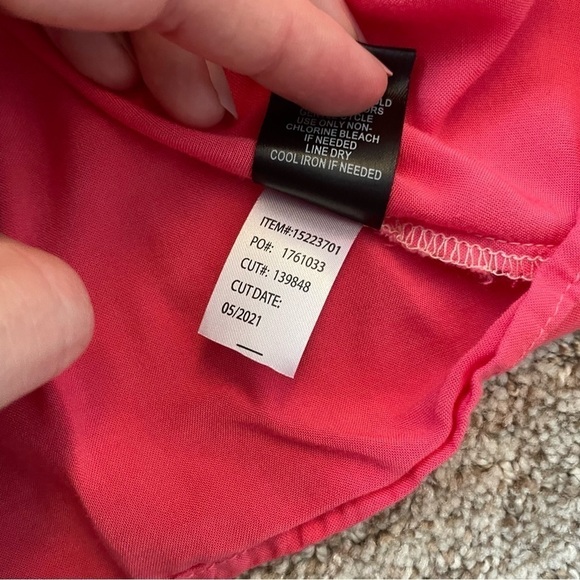 USE ONLY NON-
CHLORINE BLEACH
IF NEEDED
LINE DRY
COOL IRON IF NEEDED
ITEM#:15223701
PO#: 1761033
CUT#: 139848
CUT DATE:
05/2021